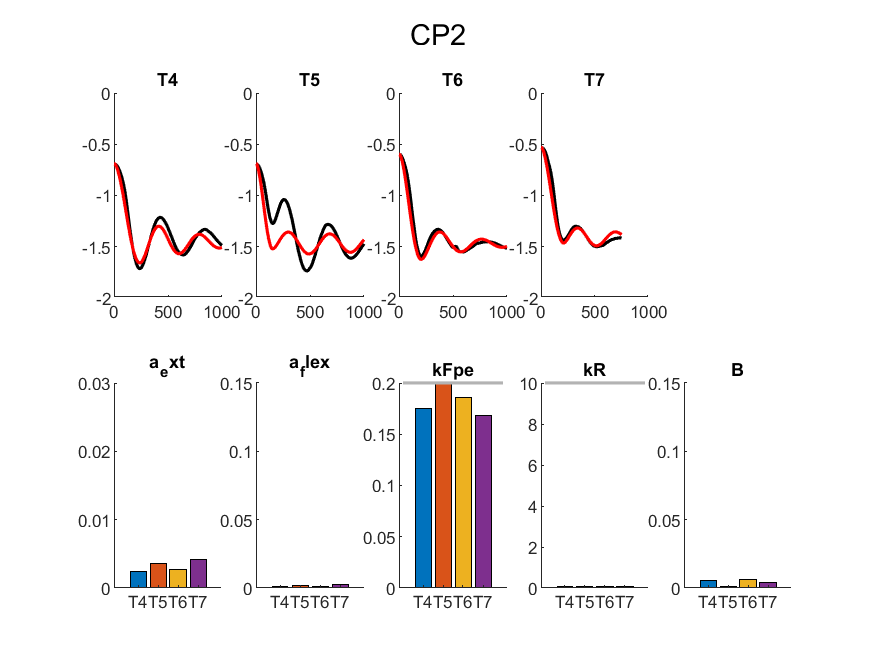 CP2
T4 T5 T6 T7
0 0 0 0
-0.5 -0.5 -0.5 -0.5
-1 -1 -1 -1
-1.5 -1.5 -1.5 -1.5
-2 -2 -2 -2
0 500 1000 0 500 1000 0 500 1000 0 500 1000
aext aflex kFpe kR B
0.03 0.15 0.2 10 0.15
0.02 0.1 0.15 8 0.1
0.01 0.05 0.1 6 0.05
0 0 0.05 4 0
0 2
0
T4T5T6T7 T4T5T6T7 T4T5T6T7 T4T5T6T7 T4T5T6T7